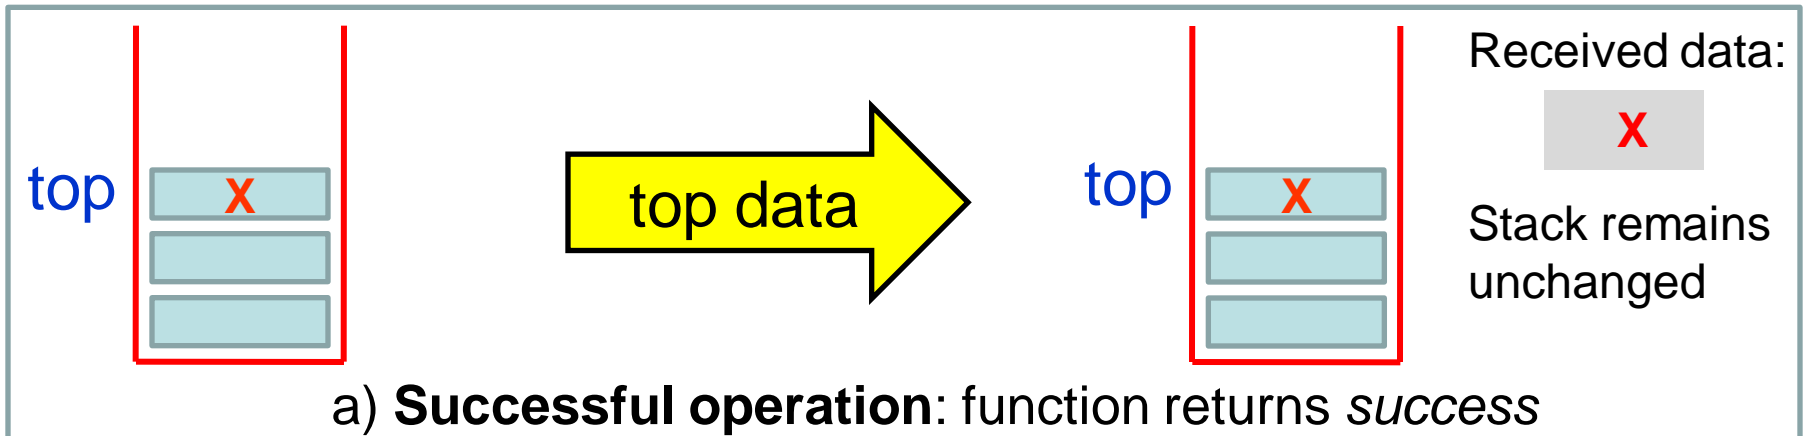 top
X
top data
top
X
Received data:
X
Stack remains
unchanged
a) Successful operation: function returns success